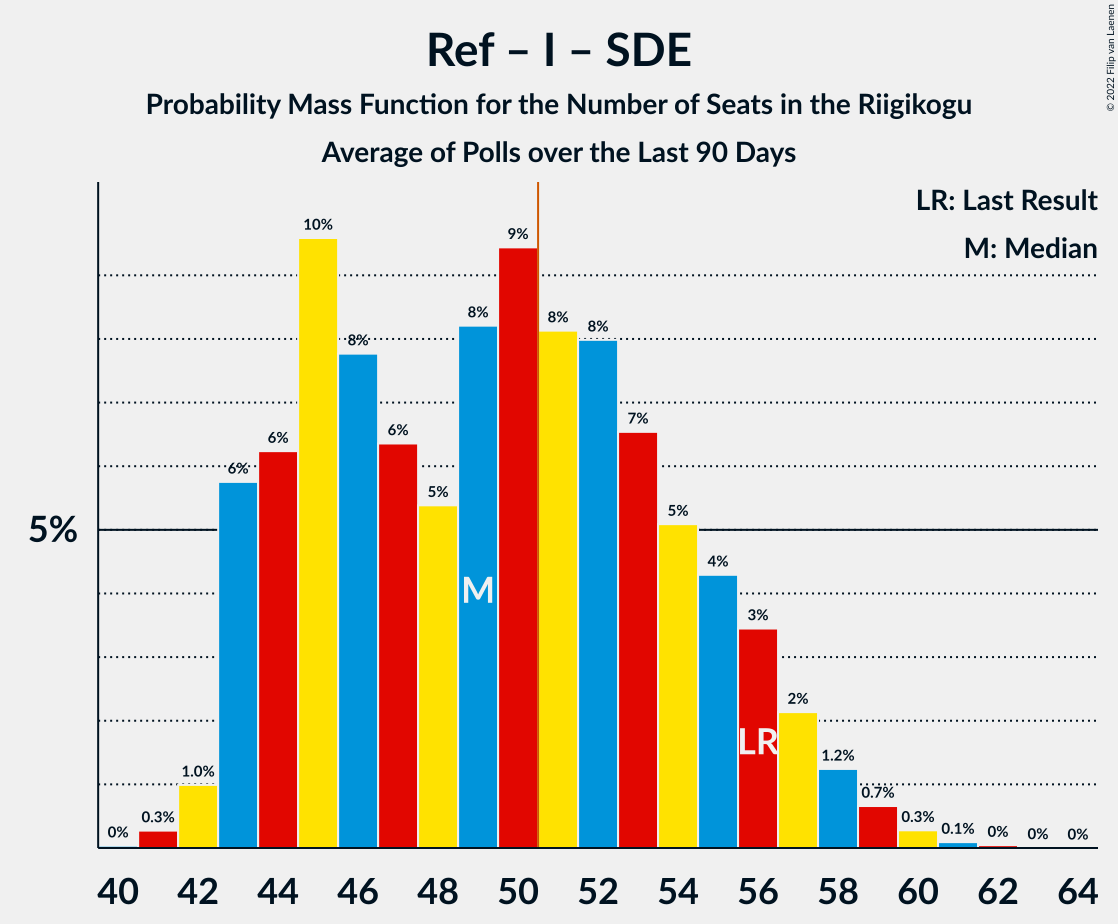 Ref – I – SDE
Probability Mass Function for the Number of Seats in the Riigikogu
Average of Polls over the Last 90 Days
© 2022 Filip van Laenen
LR: Last Result
M: Median
5%
0%
0.3%
1.0%
6%
6%
10%
8%
6%
5%
8%
9%
8%
8%
7%
5%
4%
3%
2%
1.2%
0.7%
0.3%
0.1%
0%
0%
0%
M
LR
40 42 44 46 48 50 52 54 56 58 60 62 64